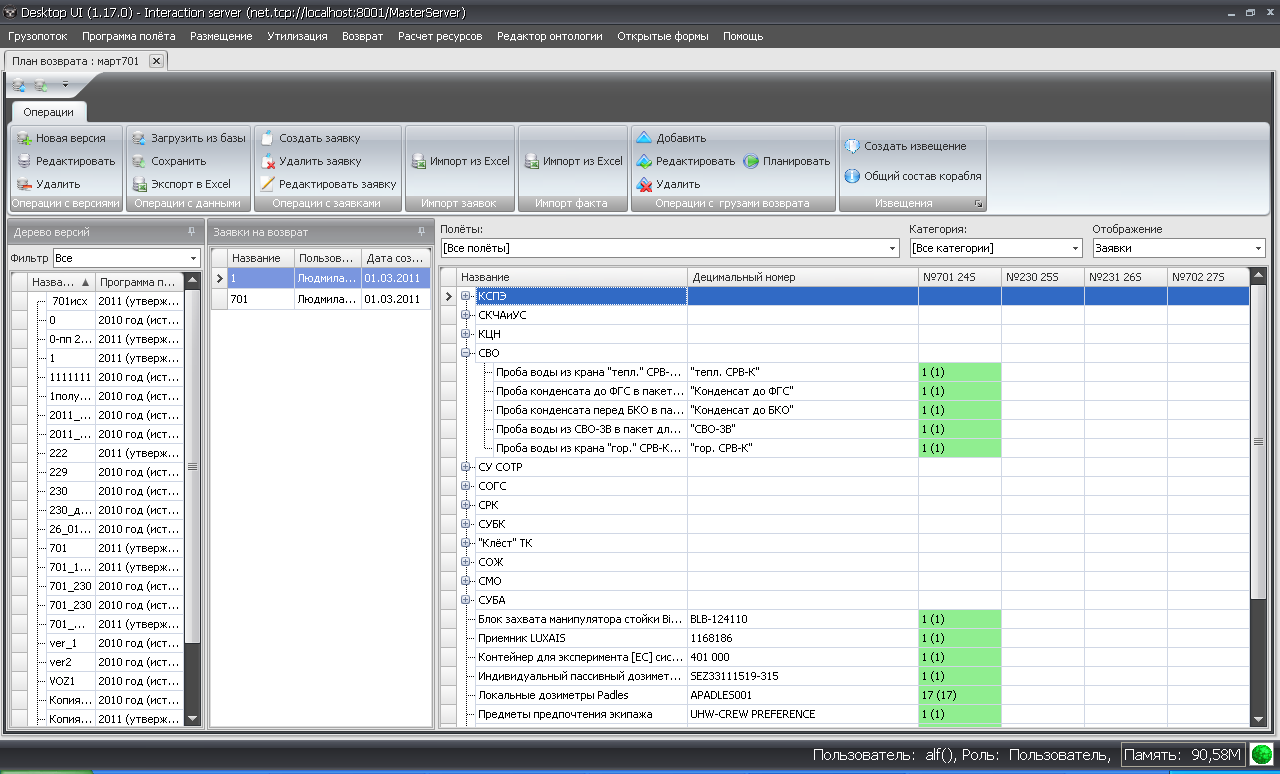 Desktop UI (1.17.0) - Interaction server (net.tcp://localhost:8001/MasterServer)
Грузопоток Программа полёта Размещение Утилизация Возврат Расчет ресурсов Редактор онтологии Открытые формы Помощь
План возврата : март701
Операции
Новая версия
Редактировать
Удалить
Операции с версиями
Загрузить из базы
Сохранить
Экспорт в Excel
Операции с данными
Создать заявку
Удалить заявку
Редактировать заявку
Операции с заявками
Импорт из Excel
Импорт заявок
Импорт из Excel
Импорт факта
Добавить
Редактировать Планировать
Удалить
Операции с грузами возврата
Создать извещение
Общий состав корабля
Извещения
Дерево версий
Фильтр Все
Назва... Программа п...
701исх 2011 (утверж...
0 2010 год (ист...
0-пп 2... 2011 (утверж...
1 2011 (утверж...
1111111 2010 год (ист...
1полу... 2010 год (ист...
2011_... 2010 год (ист...
2011_... 2010 год (ист...
222 2011 (утверж...
229 2010 год (ист...
230 2010 год (ист...
230_д... 2010 год (ист...
26_01... 2010 год (ист...
701 2011 (утверж...
701_1... 2011 (утверж...
701_230 2010 год (ист...
701_230 2010 год (ист...
701_... 2011 (утверж...
ver_1 2010 год (ист...
ver2 2010 год (ист...
VOZ1 2010 год (ист...
Копия... 2010 год (ист...
Копия... 2011 (утверж...
Заявки на возврат
Название Пользов... Дата соз...
1 Людмила... 01.03.2011
701 Людмила... 01.03.2011
Полёты: Категория: Отображение
[Все полёты] [Все категории] Заявки
Название Децимальный номер №701 245 №230 255 №231 265 №702 275
КСПЭ
СКЧАиУС
КЦН
СВО
Проба воды из крана "тепл." СРВ-... "тепл. СРВ-К" 1 (1)
Проба конденсата до ФГС в пакет... "Конденсат до ФГС" 1 (1)
Проба конденсата перед БКО в па... "Конденсат до БКО" 1 (1)
Проба воды из СВО-ЗВ в пакет дл... "СВО-ЗВ" 1 (1)
Проба воды из крана "гор." СРВ-К... "гор. СРВ-К" 1 (1)
СУ СОТР
СОГС
СРК
СУБК
"Клёст" ТК
СОЖ
СМО
СУБА
Блок захвата манипулятора стойки Bi... BLB-124110 1 (1)
Приемник LUXAIS 1168186 1 (1)
Контейнер для эксперимента [ЕС] сис... 401 000 1 (1)
Индивидуальный пассивный дозимет... SEZ33111519-315 1 (1)
Локальные дозиметры Padles APADLES001 17 (17)
Предметы предпочтения экипажа UHW-CREW PREFERENCE 1 (1)
Пользователь: alf(), Роль: Пользователь, Память: 90,58М